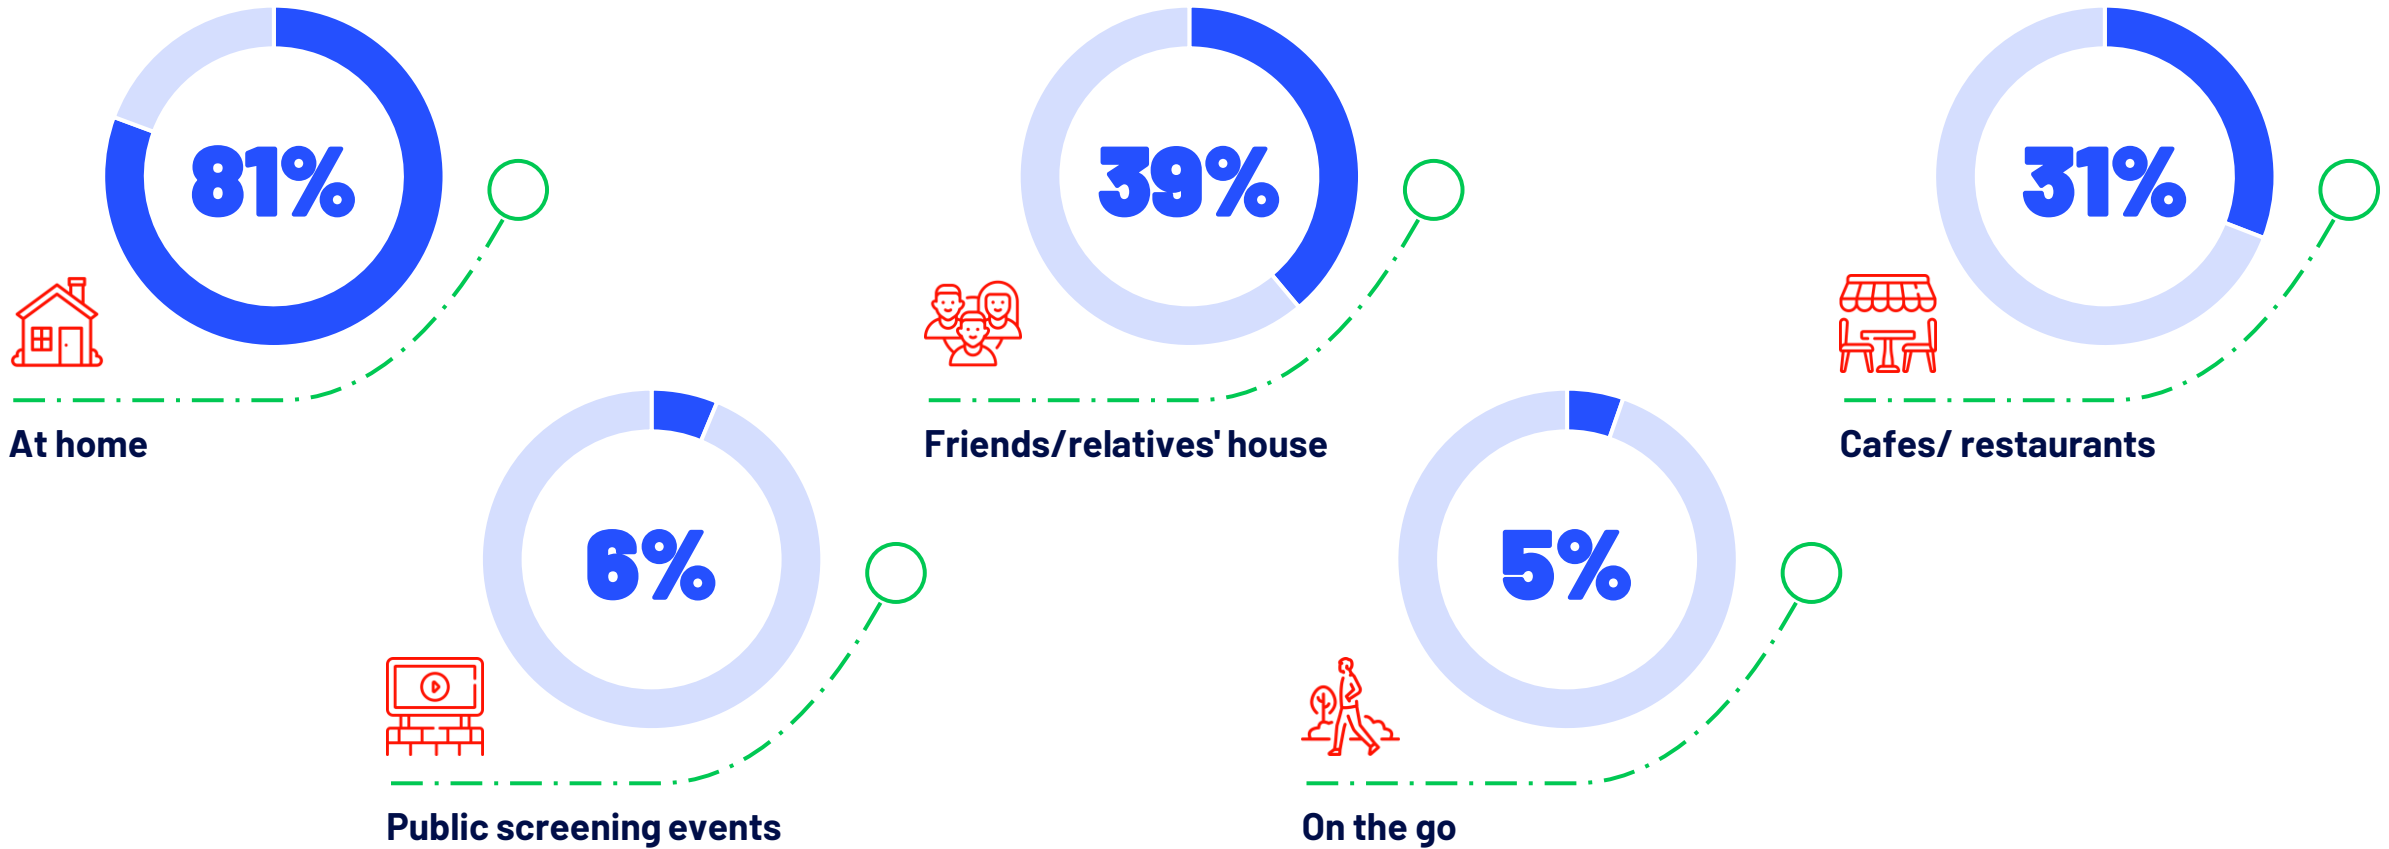 81%
At home
39%
Friends/relatives' house
31%
Cafes/ restaurants
6%
Public screening events
5%
On the go